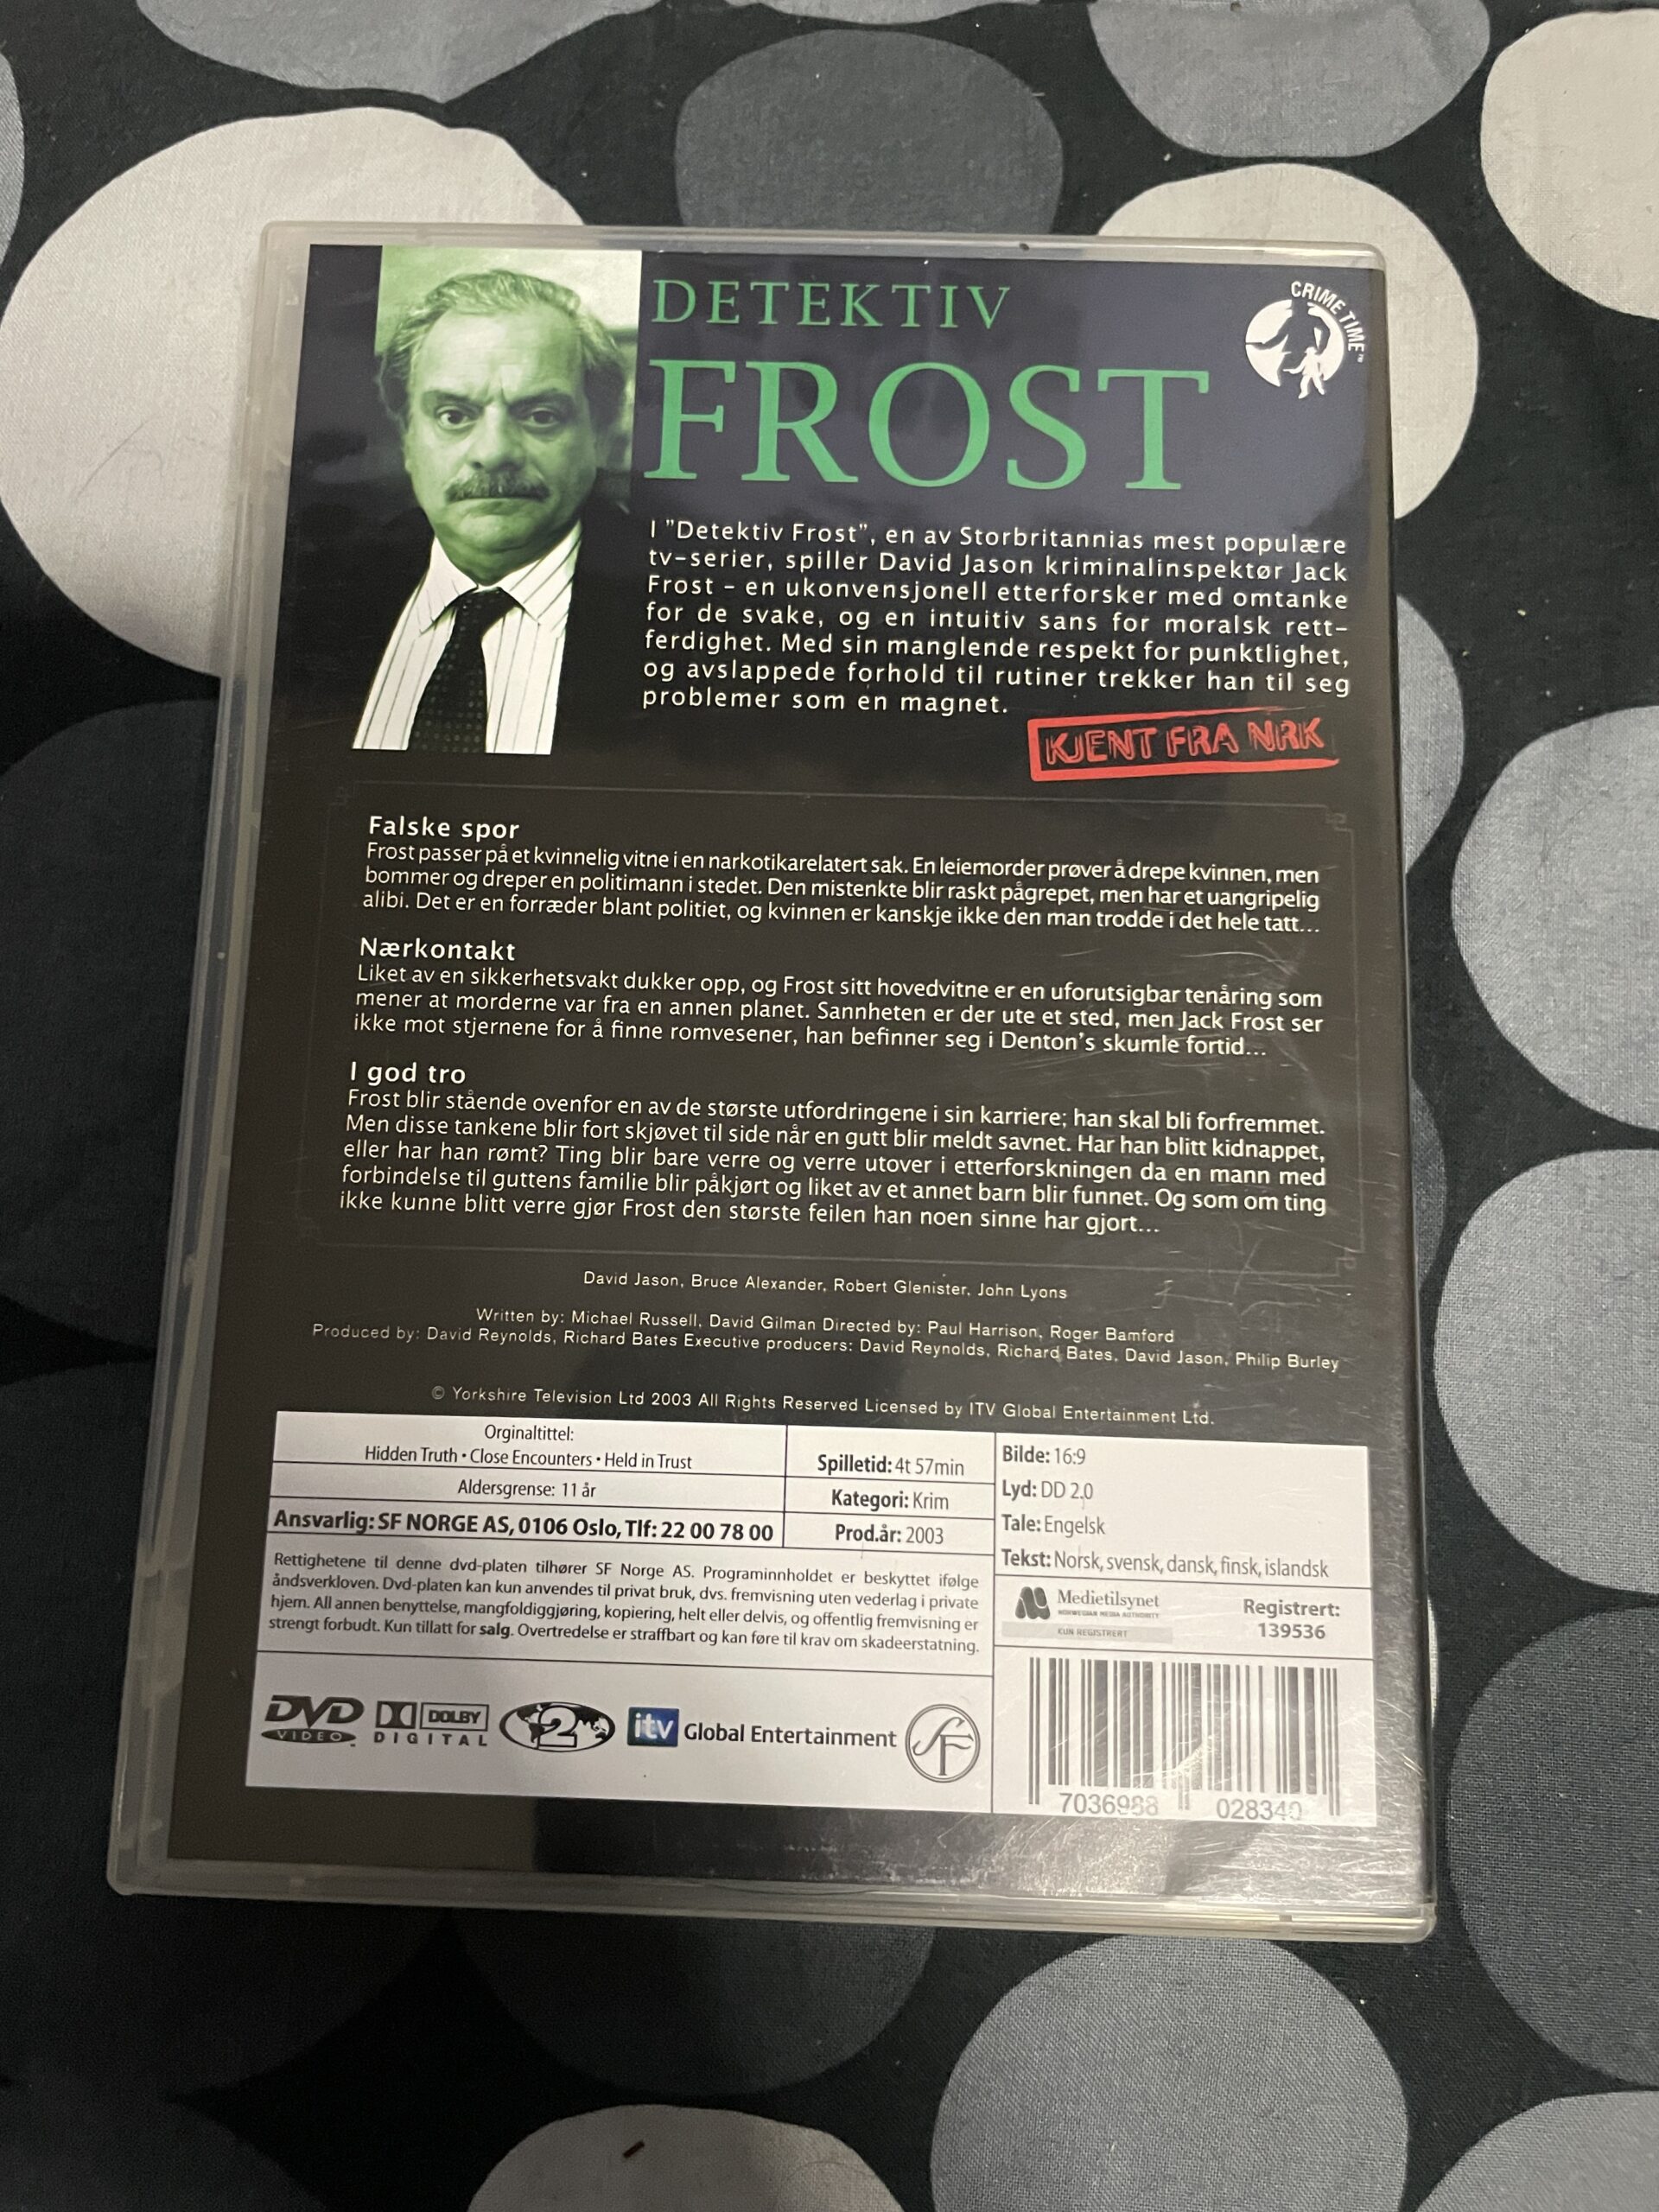 DETEKTIV
FROST
CRIME TIME™
I "Detektiv Frost", en av Storbritannias mest populære
tv-serier, spiller David Jason kriminalinspektør Jack
Frost - en ukonvensjonell etterforsker med omtanke
for de svake, og en intuitiv sans for moralsk rett-
ferdighet. Med sin manglende respekt for punktlighet,
og avslappede forhold til rutiner trekker han til seg
problemer som en magnet.
KJENT FRA NRK
Falske spor
Frost passer på et kvinnelig vitne i en narkotikarelatert sak. En leiemorder prøver å drepe kvinnen, men
bommer og dreper en politimann i stedet. Den mistenkte blir raskt pågrepet, men har et uangripelig
alibi. Det er en forræder blant politiet, og kvinnen er kanskje ikke den man trodde i det hele tatt...
Nærkontakt
Liket av en sikkerhetsvakt dukker opp, og Frost sitt hovedvitne er en uforutsigbar tenåring som
mener at morderne var fra en annen planet. Sannheten er der ute et sted, men Jack Frost ser
ikke mot stjernene for å finne romvesener, han befinner seg i Denton's skumle fortid...
I god tro
Frost blir stående ovenfor en av de største utfordringene i sin karriere; han skal bli forfremmet.
Men disse tankene blir fort skjøvet til side når en gutt blir meldt savnet. Har han blitt kidnappet,
eller har han rømt? Ting blir bare verre og verre utover i etterforskningen da en mann med
forbindelse til guttens familie blir påkjørt og liket av et annet barn blir funnet. Og som om ting
ikke kunne blitt verre gjør Frost den største feilen han noen sinne har gjort...
David Jason, Bruce Alexander, Robert Glenister, John Lyons
Written by: Michael Russell, David Gilman Directed by: Paul Harrison, Roger Bamford
Produced by: David Reynolds, Richard Bates Executive producers: David Reynolds, Richard Bates, David Jason, Philip Burley
© Yorkshire Television Ltd 2003 All Rights Reserved Licensed by ITV Global Entertainment Ltd.
Orginaltittel:
Hidden Truth • Close Encounters • Held in Trust
Aldersgrense: 11 år
Ansvarlig: SF NORGE AS, 0106 Oslo, Tlf: 22 00 78 00
Spilletid: 4t 57min
Kategori: Krim
Prod.år: 2003
Bilde: 16:9
Lyd: DD 2.0
Tale: Engelsk
Tekst: Norsk, svensk, dansk, finsk, islandsk
Rettighetene til denne dvd-platen tilhører SF Norge AS. Programinnholdet er beskyttet ifølge
åndsverkloven. Dvd-platen kan kun anvendes til privat bruk, dvs. fremvisning uten vederlag i private
hjem. All annen benyttelse, mangfoldiggjøring, kopiering, helt eller delvis, og offentlig fremvisning er
strengt forbudt. Kun tillatt for salg. Overtredelse er straffbart og kan føre til krav om skadeerstatning.
Medietilsynet
NORWEGIAN MEDIA AUTHORITY
KUN REGISTRERT
Registrert:
139536
DVD
VIDEO
DOLBY
DIGITAL
2
itv Global Entertainment
SF
7036988 028340